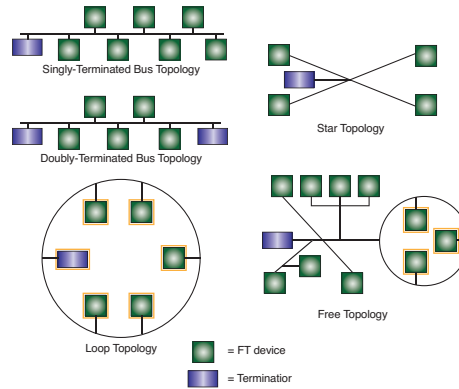 Singly-Terminated Bus Topology
Star Topology
Doubly-Terminated Bus Topology
Free Topology
Loop Topology
= FT device
= Terminatior